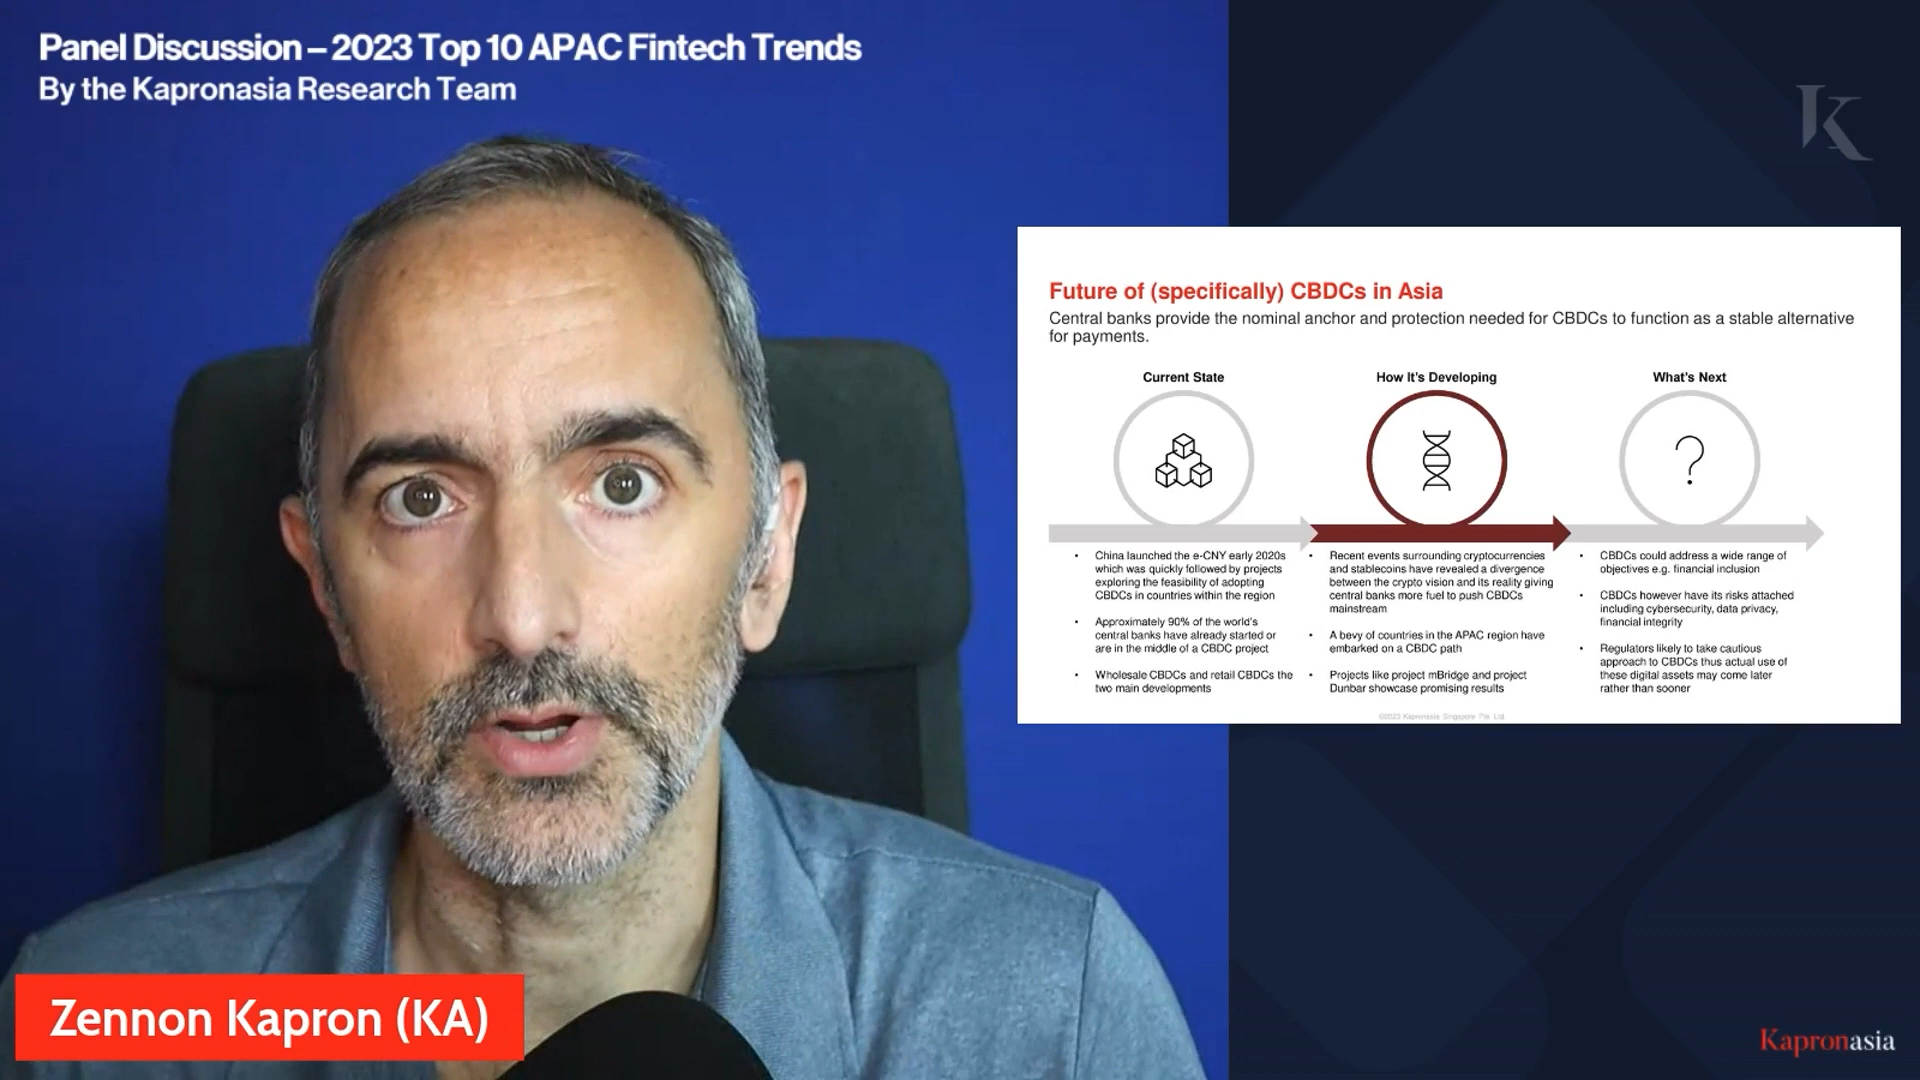 Panel Discussion – 2023 Top 10 APAC Fintech Trends
By the Kapronasia Research Team
K
Future of (specifically) CBDCs in Asia
Central banks provide the nominal anchor and protection needed for CBDCs to function as a stable alternative
for payments.
Current State
How It's Developing
What's Next
?
• China launched the e-CNY early 2020s
which was quickly followed by projects
exploring the feasibility of adopting
CBDCs in countries within the region
• Approximately 90% of the world's
central banks have already started or
are in the middle of a CBDC project
• Wholesale CBDCs and retail CBDCs the
two main developments
• Recent events surrounding cryptocurrencies
and stablecoins have revealed a divergence
between the crypto vision and its reality giving
central banks more fuel to push CBDCs
mainstream
• A bevy of countries in the APAC region have
embarked on a CBDC path
• Projects like project mBridge and project
Dunbar showcase promising results
• CBDCs could address a wide range of
objectives e.g. financial inclusion
• CBDCs however have its risks attached
including cybersecurity, data privacy,
financial integrity
• Regulators likely to take cautious
approach to CBDCs thus actual use of
these digital assets may come later
rather than sooner
©2023 Kapronasia Singapore Pte. Ltd.
Zennon Kapron (KA)
Kapronasia